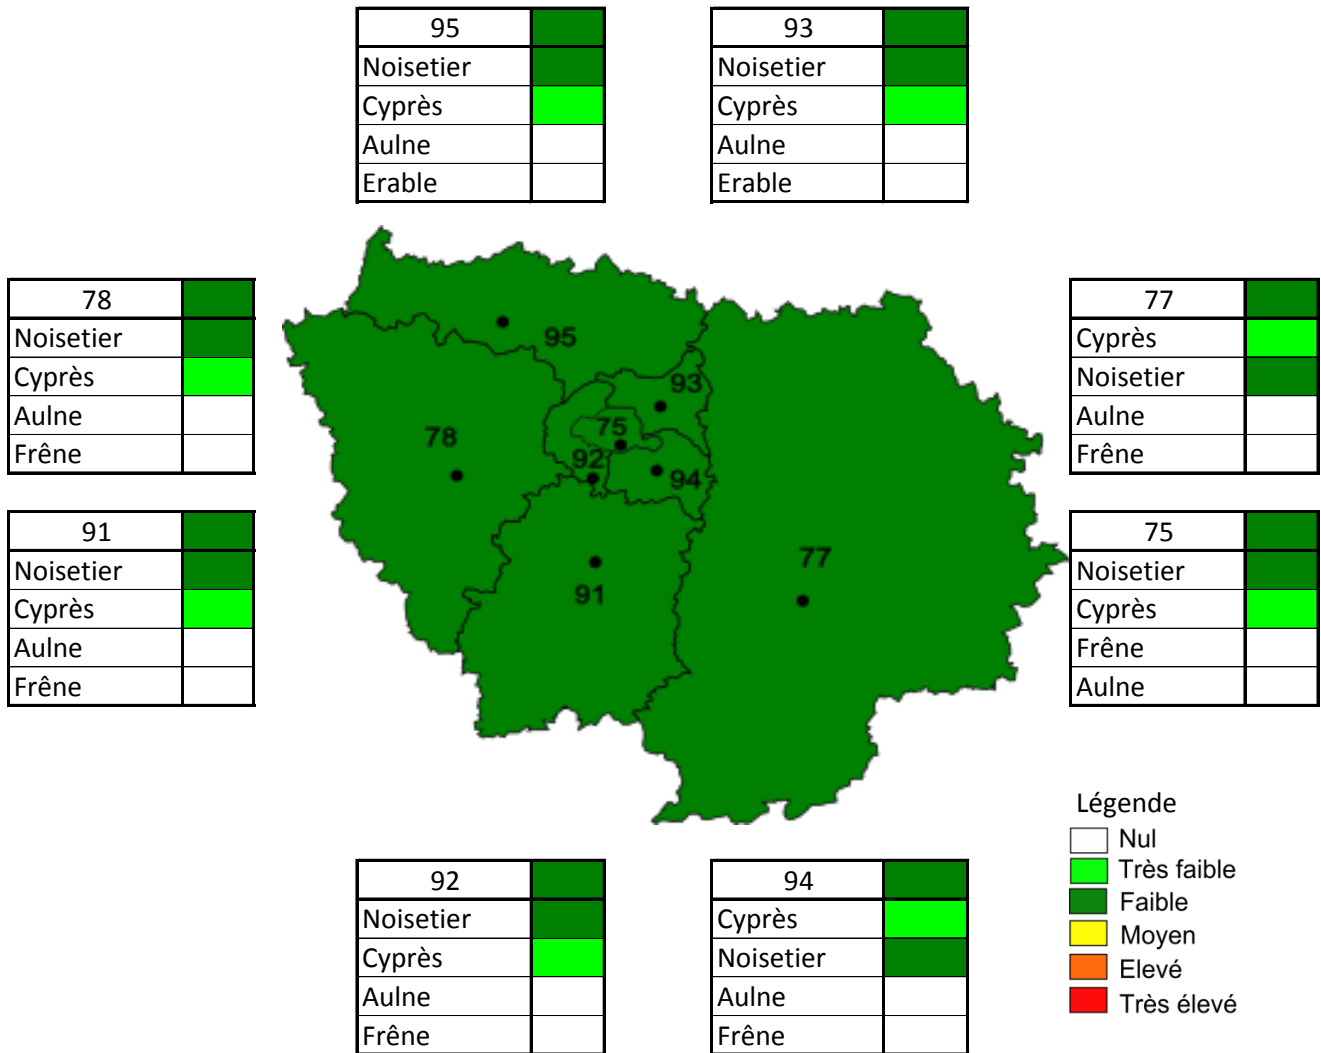 95
Noisetier
Cyprès
Aulne
Erable
93
Noisetier
Cyprès
Aulne
Erable
78
Noisetier
Cyprès
Aulne
Frêne
91
Noisetier
Cyprès
Aulne
Frêne
95
93
75
78
92
94
77
91
77
Cyprès
Noisetier
Aulne
Frêne
75
Noisetier
Cyprès
Frêne
Aulne
92
Noisetier
Cyprès
Aulne
Frêne
94
Cyprès
Noisetier
Aulne
Frêne
Légende
Nul
Très faible
Faible
Moyen
Elevé
Très élevé